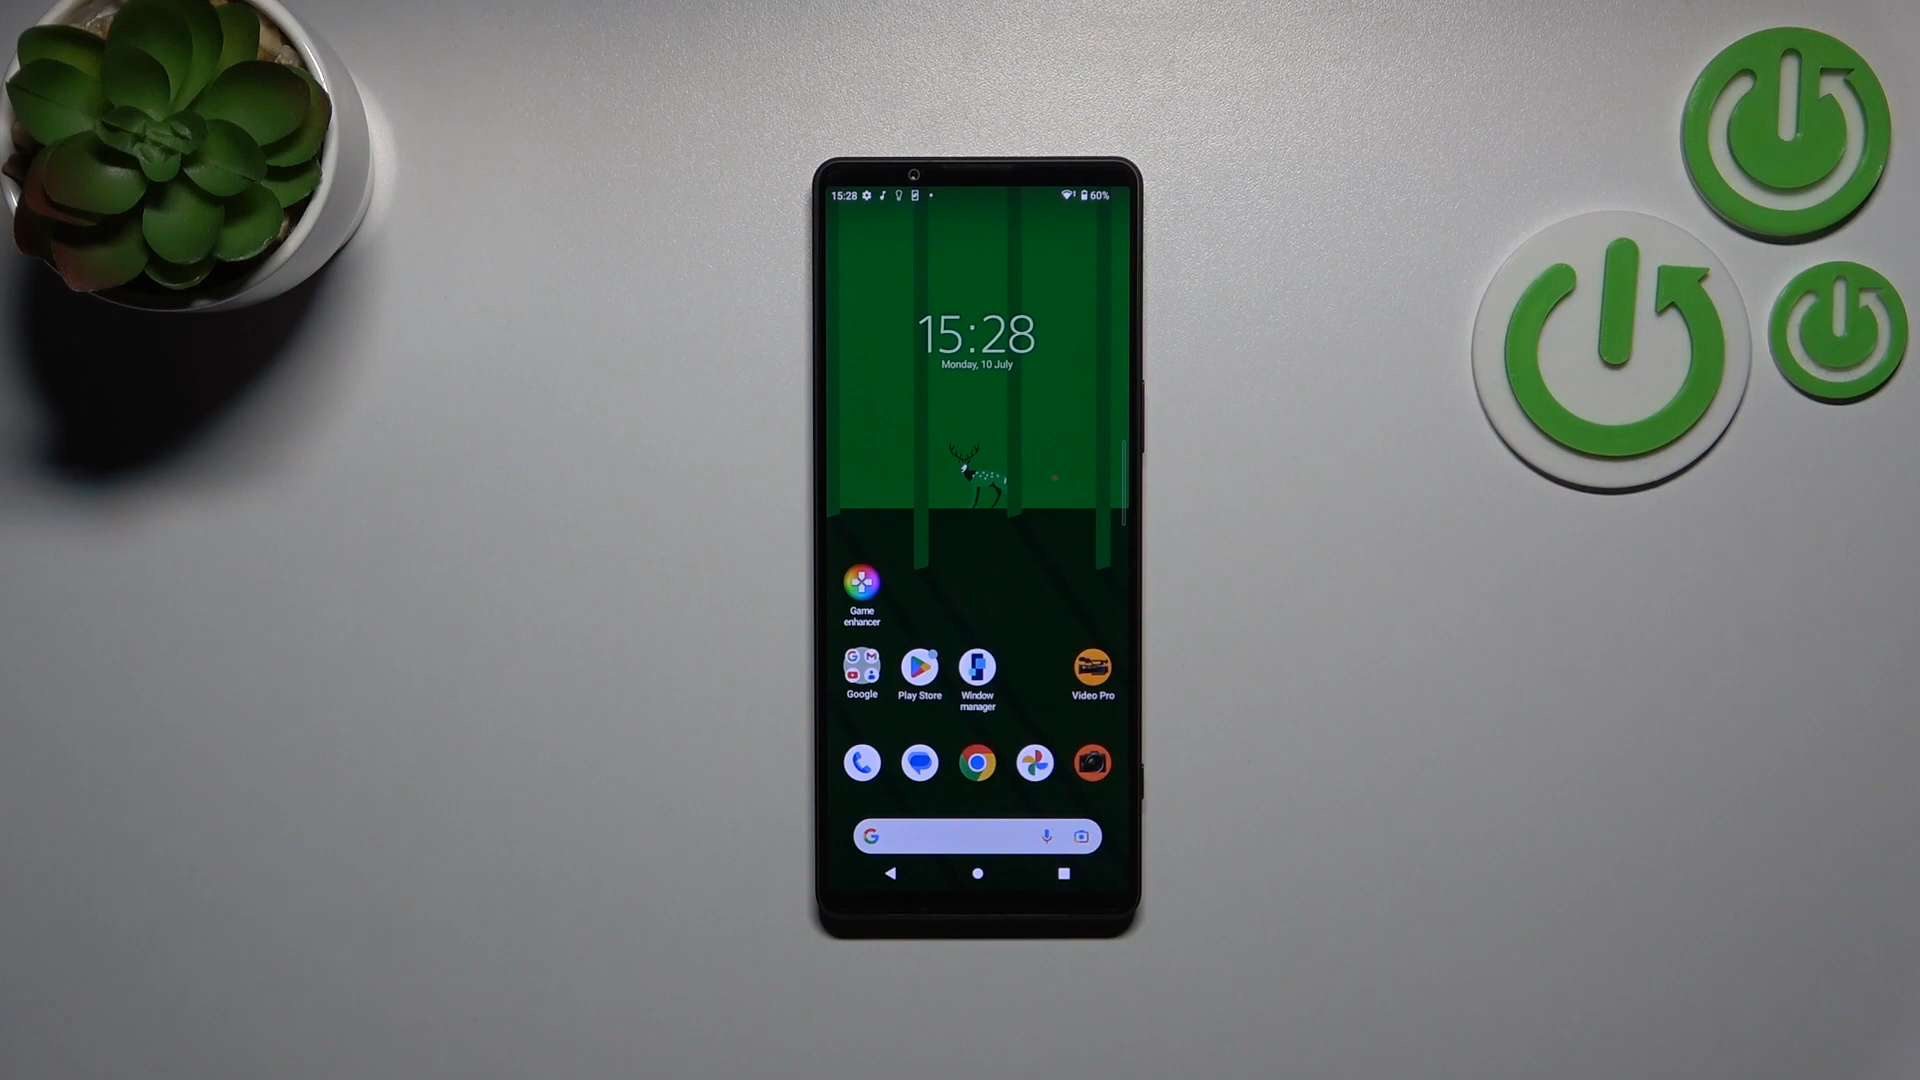 15:28
60%
15:28
Monday, 10 July
Game
enhancer
Google
Play Store
Window
manager
Video Pro